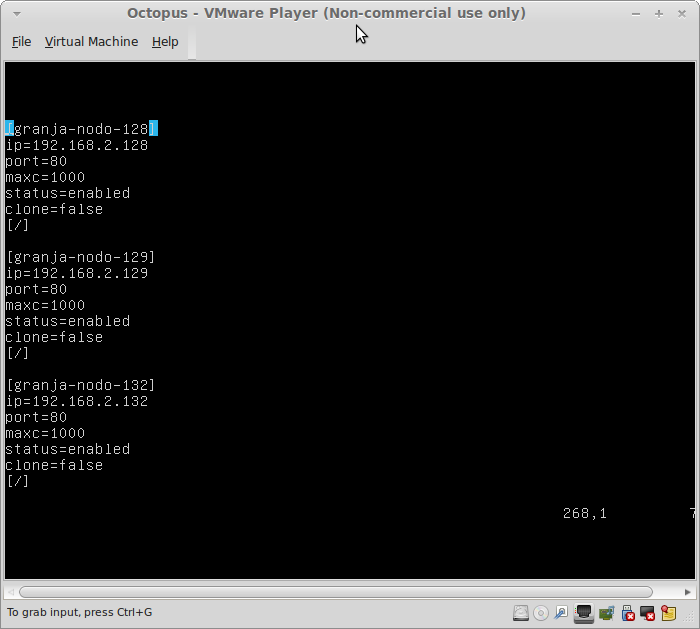 Octopus - VMware Player (Non-commercial use only)
File Virtual Machine Help
[granja-nodo-128]
ip=192.168.2.128
port=80
maxc=1000
status=enabled
clone=false
[/]
[granja-nodo-129]
ip=192.168.2.129
port=80
maxc=1000
status=enabled
clone=false
[/]
[granja-nodo-132]
ip=192.168.2.132
port=80
maxc=1000
status=enabled
clone=false
[/]
268,1 7
To grab input, press Ctrl+G